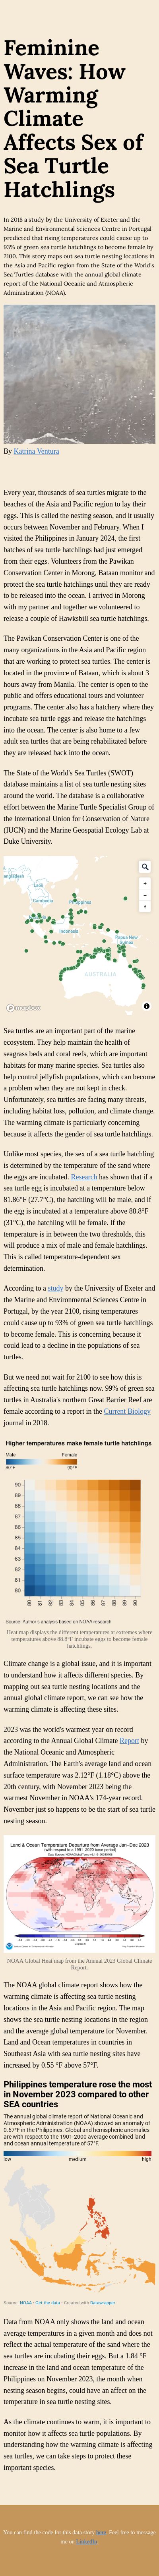 Feminine
Waves: How
Warming
Climate
Affects Sex of
Sea Turtle
Hatchlings
In 2018 a study by the University of Exeter and the
Marine and Environmental Sciences Centre in Portugal
predicted that rising temperatures could cause up to
93% of green sea turtle hatchlings to become female by
2100. This story maps out sea turtle nesting locations in
the Asia and Pacific region from the State of the World's
Sea Turtles database with the annual global climate
report of the National Oceanic and Atmospheric
Administration (NOAA).
By Katrina Ventura
Every year, thousands of sea turtles migrate to the
beaches of the Asia and Pacific region to lay their
eggs. This is called the nesting season, and it usually
occurs between November and February. When I
visited the Philippines in January 2024, the first
batches of sea turtle hatchlings had just emerged
from their eggs. Volunteers from the Pawikan
Conservation Center in Morong, Bataan monitor and
protect the sea turtle hatchlings until they are ready
to be released into the ocean. I arrived in Morong
right at sunset and together we volunteered to
release a couple of Hawksbill sea turtle hatchlings.
The Pawikan Conservation Center is one of the
many organizations in the Asia and Pacific region
that are working to protect sea turtles. The center is
located in the province of Bataan, which is about 3
hours away from Manila. The center is open to the
public and offers educational tours and volunteer
programs. The center also has a hatchery where they
incubate sea turtle eggs and release the hatchlings
into the ocean. The center is also home to a few
adult sea turtles that are being rehabilitated before
they are released back into the ocean.
The State of the World's Sea Turtles (SWOT)
database maintains a list of sea turtle nesting sites
around the world. The database is a collaborative
effort between the Marine Turtle Specialist Group of
the International Union for Conservation of Nature
(IUCN) and the Marine Geospatial Ecology Lab at
Duke University.
Laos
Cambodia
Philippines
Indonesia
Papua New
Guinea
AUSTRALIA
mapbox
Sea turtles are an important part of the marine
ecosystem. They help maintain the health of
seagrass beds and coral reefs, which are important
habitats for many marine species. Sea turtles also
help control jellyfish populations, which can become
a problem when they are not kept in check.
Unfortunately, sea turtles are also facing many threats,
including habitat loss, pollution, and climate change.
The warming climate is particularly concerning
because it affects the gender of sea turtle hatchlings.
Unlike most species, the sex of a sea turtle hatchling
is determined by the temperature of the sand where
the eggs are incubated. Research has shown that if a
sea turtle egg is incubated at a temperature below
81.86°F (27.7°C), the hatchling will be male, and if
the egg is incubated at a temperature above 88.8°F
(31°C), the hatchling will be female. If the
temperature is in between the two thresholds, this
will produce a mix of male and female hatchlings.
This is called temperature-dependent sex
determination.
According to a study by the University of Exeter and
the Marine and Environmental Sciences Centre in
Portugal, by the year 2100, rising temperatures
could cause up to 93% of green sea turtle hatchlings
to become female. This is concerning because it
could lead to a decline in the populations of sea
turtles.
But we need not wait for 2100 to see how this is
affecting sea turtle hatchlings now. 99% of green sea
turtles in Australia's northern Great Barrier Reef are
female according to a report in the Current Biology
journal in 2018.
Higher temperatures make female turtle hatchlings
Male
Female
80°F
90°F
90
89
88
87
86
85
84
83
82
81
80
80
81
82
83
84
85
86
87
88
89
90
Source: Author's analysis based on NOAA research
Heat map displays the different temperatures at extremes where
temperatures above 88.8°F incubate eggs to become female
hatchlings.
Climate change is a global issue, and it is important
to understand how it affects different species. By
mapping out sea turtle nesting locations and the
annual global climate report, we can see how the
warming climate is affecting sea turtles.
2023 was the world's warmest year on record
according to the Annual Global Climate Report by
the National Oceanic and Atmospheric
Administration. The Earth's average land and ocean
surface temperature was 2.12°F (1.18°C) above the
20th century, with November 2023 being the
warmest November in NOAA's 174-year record.
November just so happens to be the start of sea turtle
nesting season.
Land & Ocean Temperature Departure from Average Jan–Dec 2023
(with respect to a 1991–2020 base period)
NOAA Global Heat map from the Annual 2023 Global Climate
Report.
The NOAA global climate report shows how the
warming climate is affecting sea turtle nesting
locations in the Asia and Pacific region. The map
shows the sea turtle nesting locations in the region
and the average global temperature for November.
Land and Ocean temperatures in countries in
Southeast Asia with sea turtle nesting sites have
increased by 0.55 °F above 57°F.
Philippines temperature rose the most
in November 2023 compared to other
SEA countries
The annual global climate report of National Oceanic and
Atmospheric Administration (NOAA) showed an anomaly of
0.67°F in the Philippines. Global and hemispheric anomalies
are with respect to the 1901-2000 average combined land
and ocean annual temperature of 57°F.
low
medium
high
Source: NOAA · Get the data · Created with Datawrapper
Data from NOAA only shows the land and ocean
average temperatures in a given month and does not
reflect the actual temperature of the sand where the
sea turtles are incubating their eggs. But a 1.84 °F
increase in the land and ocean temperature of the
Philippines on November 2023, the month when
nesting season begins, could have an affect on the
temperature in sea turtle nesting sites.
As the climate continues to warm, it is important to
monitor how it affects sea turtle populations. By
understanding how the warming climate is affecting
sea turtles, we can take steps to protect these
important species.
You can find the code for this data story here. Feel free to message
me on LinkedIn.